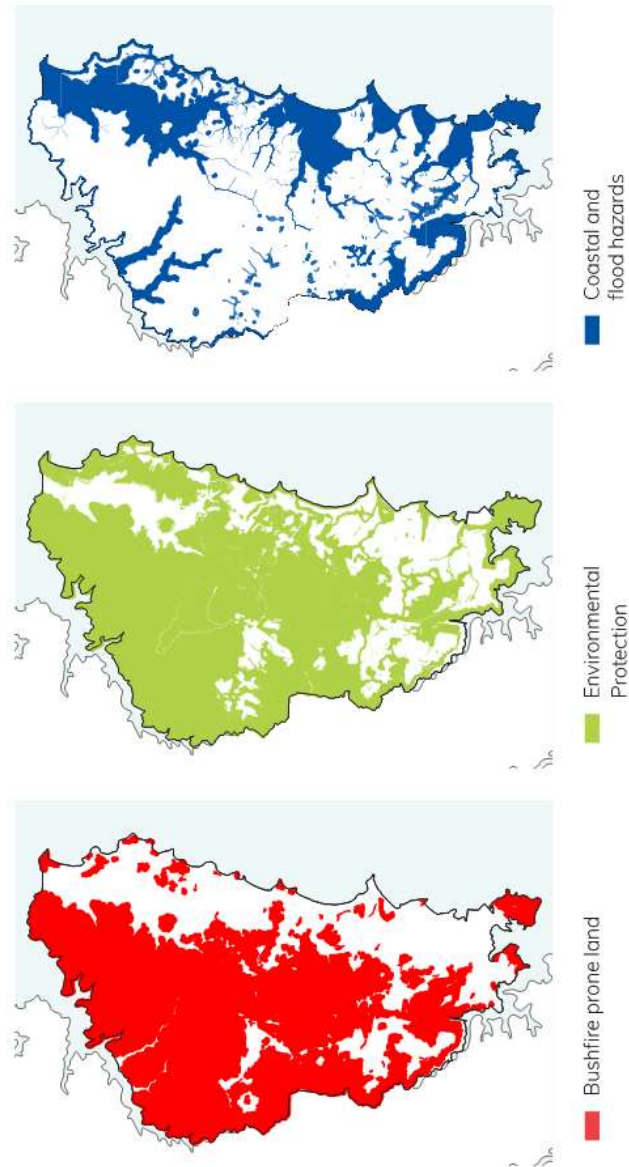 Bushfire prone land
Environmental
Protection
Coastal and
flood hazards